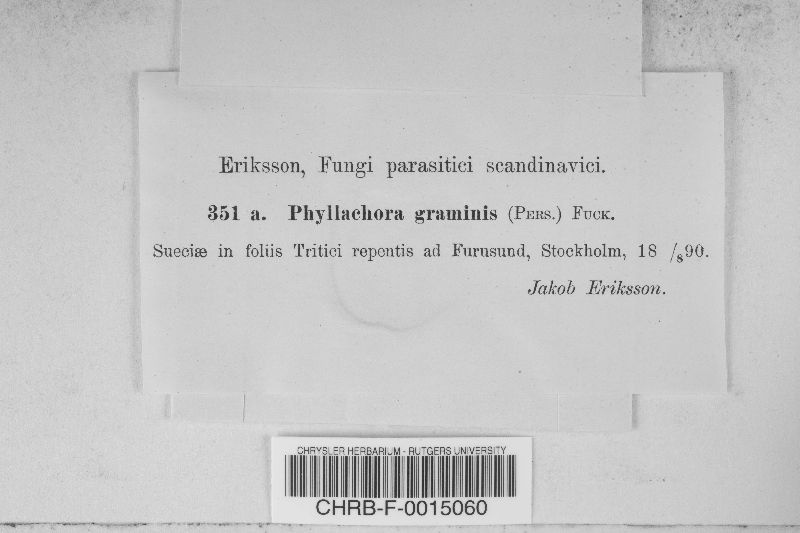 Eriksson, Fungi parasitici scandinavici.
351 a. Phyllachora graminis (Pers.) Fuck.
Sueciæ in foliis Tritici repentis ad Furusund, Stockholm, 18 /8 90.
Jakob Eriksson.
CHRYSLER HERBARIUM - RUTGERS UNIVERSITY
CHRB-F-0015060